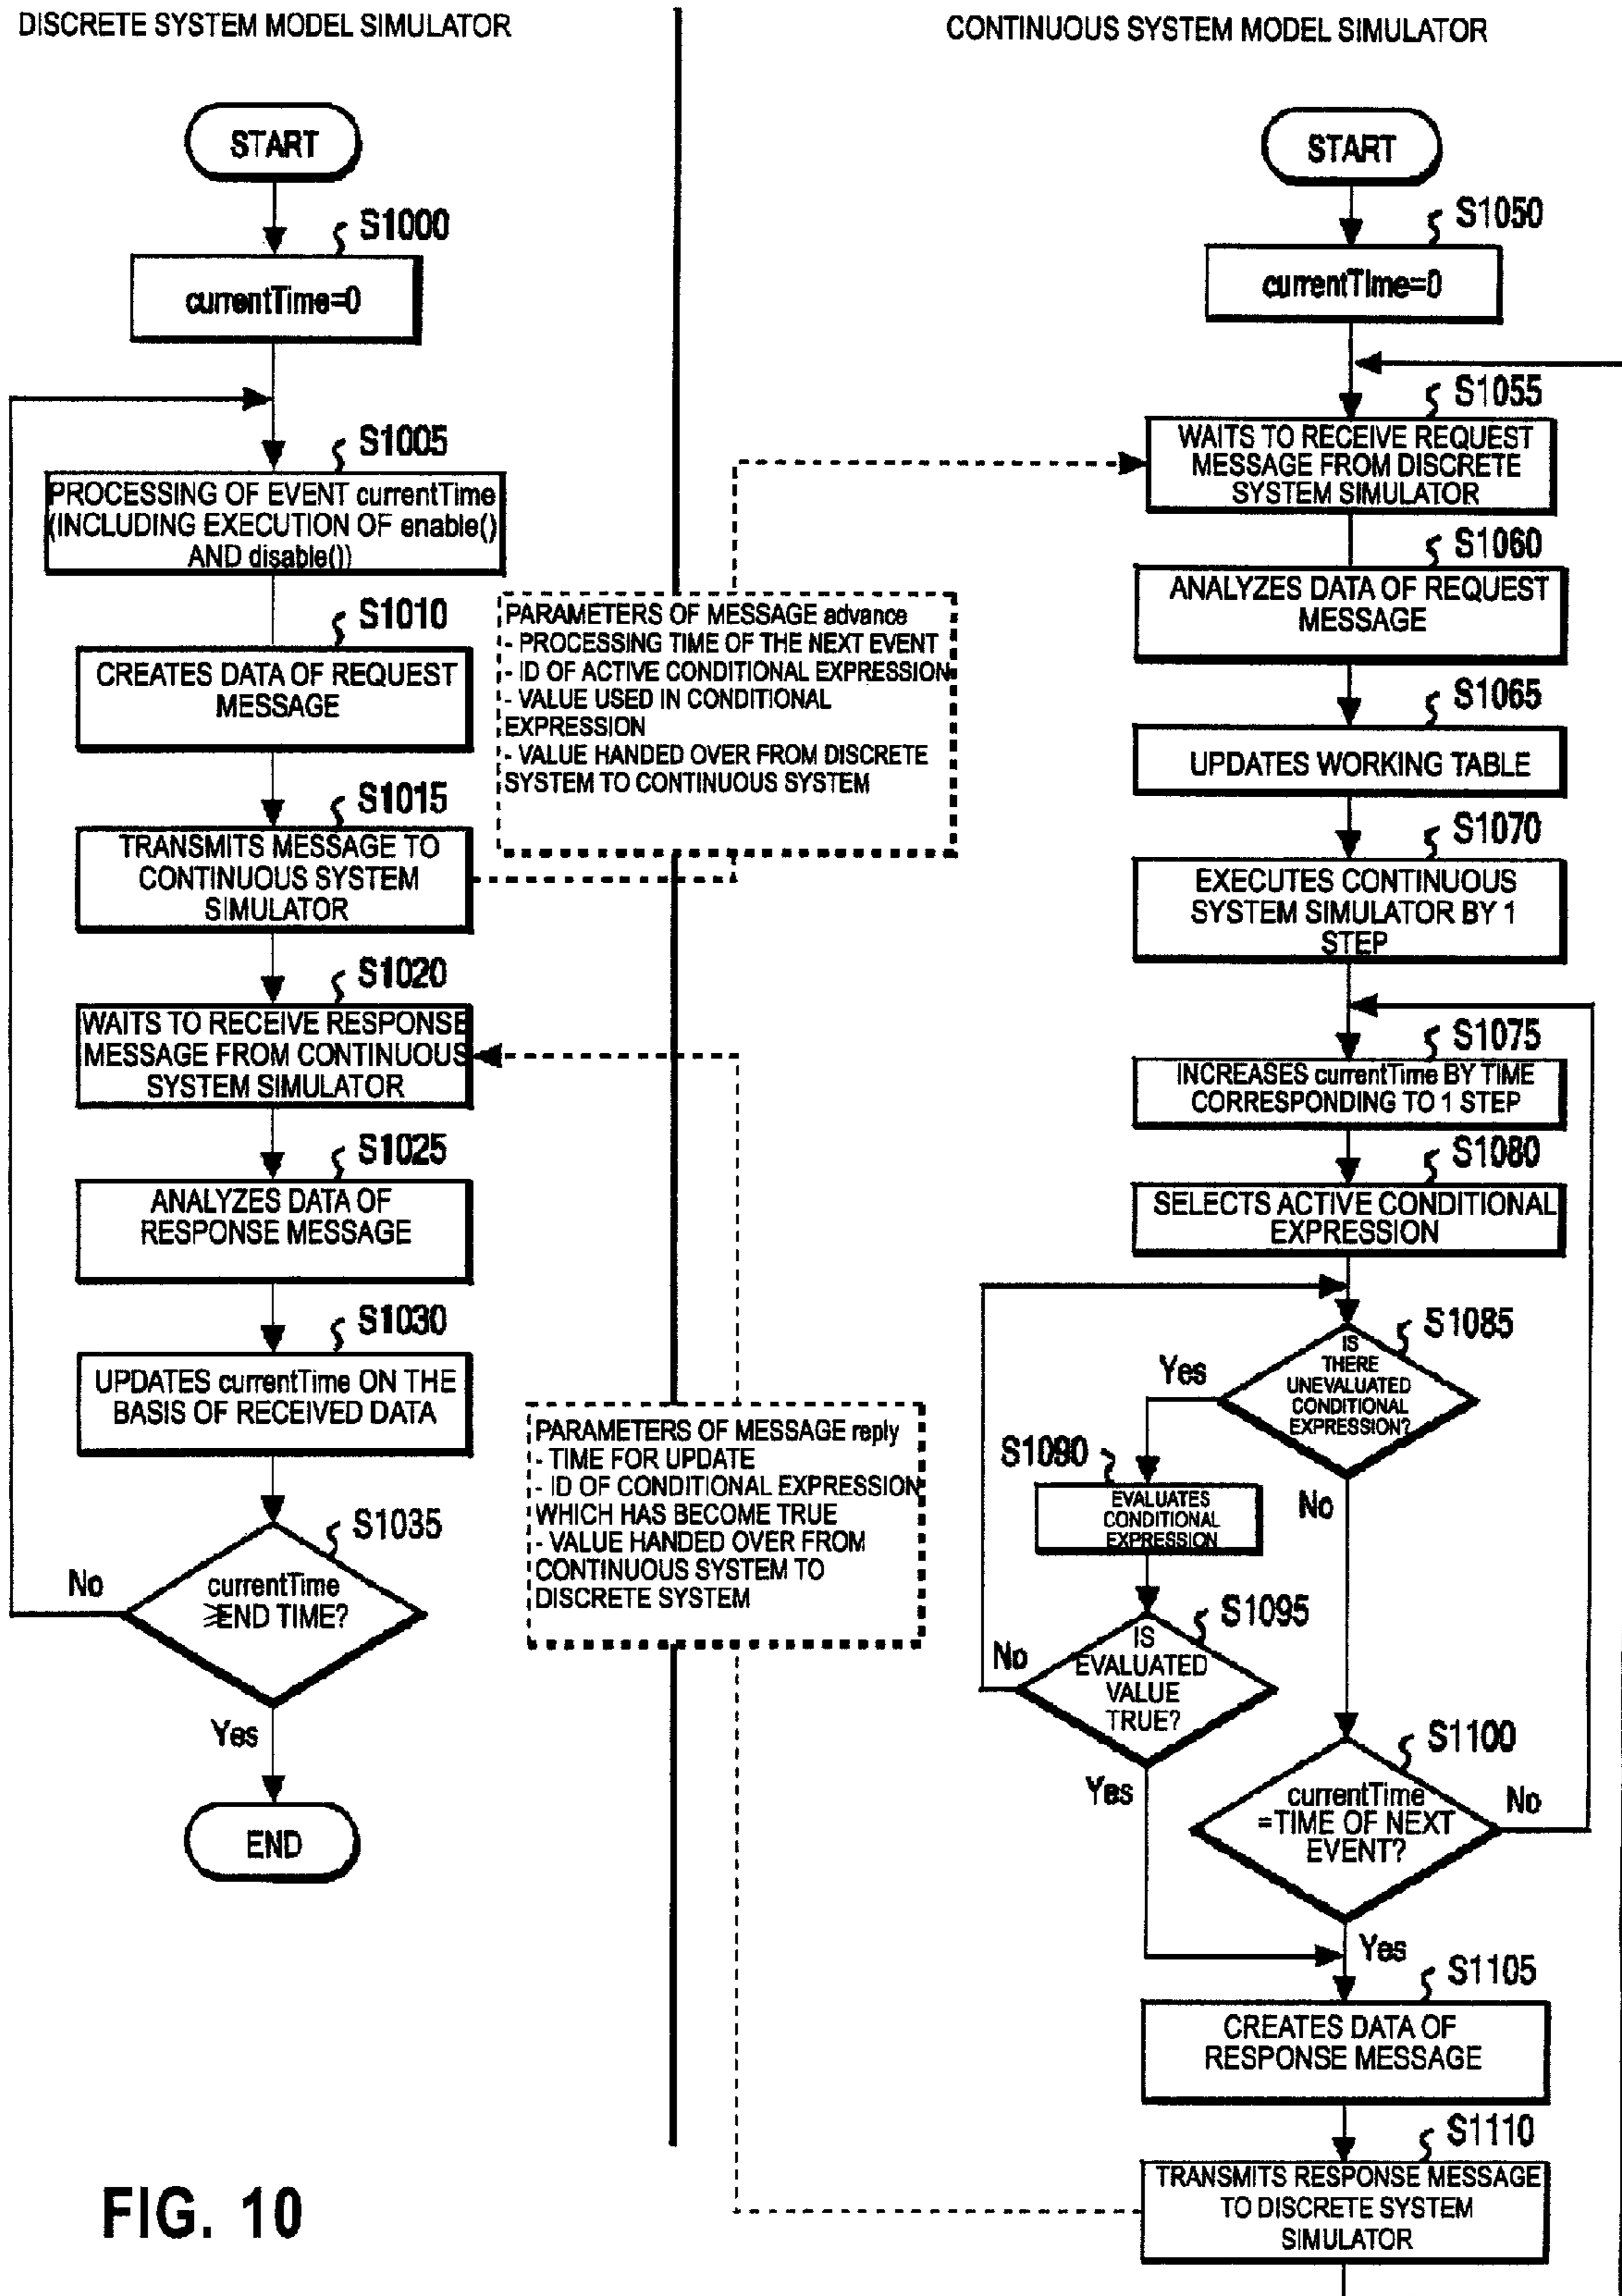 DISCRETE SYSTEM MODEL SIMULATOR
START
S1000
currentTime=0
S1005
PROCESSING OF EVENT currentTime
(INCLUDING EXECUTION OF enable()
AND disable())
S1010
CREATES DATA OF REQUEST
MESSAGE
S1015
TRANSMITS MESSAGE TO
CONTINUOUS SYSTEM
SIMULATOR
S1020
WAITS TO RECEIVE RESPONSE
MESSAGE FROM CONTINUOUS
SYSTEM SIMULATOR
S1025
ANALYZES DATA OF
RESPONSE MESSAGE
S1030
UPDATES currentTime ON THE
BASIS OF RECEIVED DATA
S1035
currentTime
≥END TIME?
No
Yes
END
PARAMETERS OF MESSAGE advance
- PROCESSING TIME OF THE NEXT EVENT
- ID OF ACTIVE CONDITIONAL EXPRESSION
- VALUE USED IN CONDITIONAL
EXPRESSION
- VALUE HANDED OVER FROM DISCRETE
SYSTEM TO CONTINUOUS SYSTEM
PARAMETERS OF MESSAGE reply
- TIME FOR UPDATE
- ID OF CONDITIONAL EXPRESSION
WHICH HAS BECOME TRUE
- VALUE HANDED OVER FROM
CONTINUOUS SYSTEM TO
DISCRETE SYSTEM
CONTINUOUS SYSTEM MODEL SIMULATOR
START
S1050
currentTime=0
S1055
WAITS TO RECEIVE REQUEST
MESSAGE FROM DISCRETE
SYSTEM SIMULATOR
S1060
ANALYZES DATA OF REQUEST
MESSAGE
S1065
UPDATES WORKING TABLE
S1070
EXECUTES CONTINUOUS
SYSTEM SIMULATOR BY 1
STEP
S1075
INCREASES currentTime BY TIME
CORRESPONDING TO 1 STEP
S1080
SELECTS ACTIVE CONDITIONAL
EXPRESSION
S1085
IS
THERE
UNEVALUATED
CONDITIONAL
EXPRESSION?
Yes
No
S1090
EVALUATES
CONDITIONAL
EXPRESSION
S1095
IS
EVALUATED
VALUE
TRUE?
No
Yes
S1100
currentTime
=TIME OF NEXT
EVENT?
No
Yes
S1105
CREATES DATA OF
RESPONSE MESSAGE
S1110
TRANSMITS RESPONSE MESSAGE
TO DISCRETE SYSTEM
SIMULATOR
FIG. 10